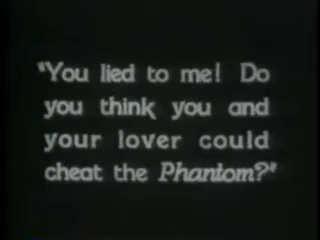 "You lied to me! Do
you think you and
your lover could
cheat the Phantom?"